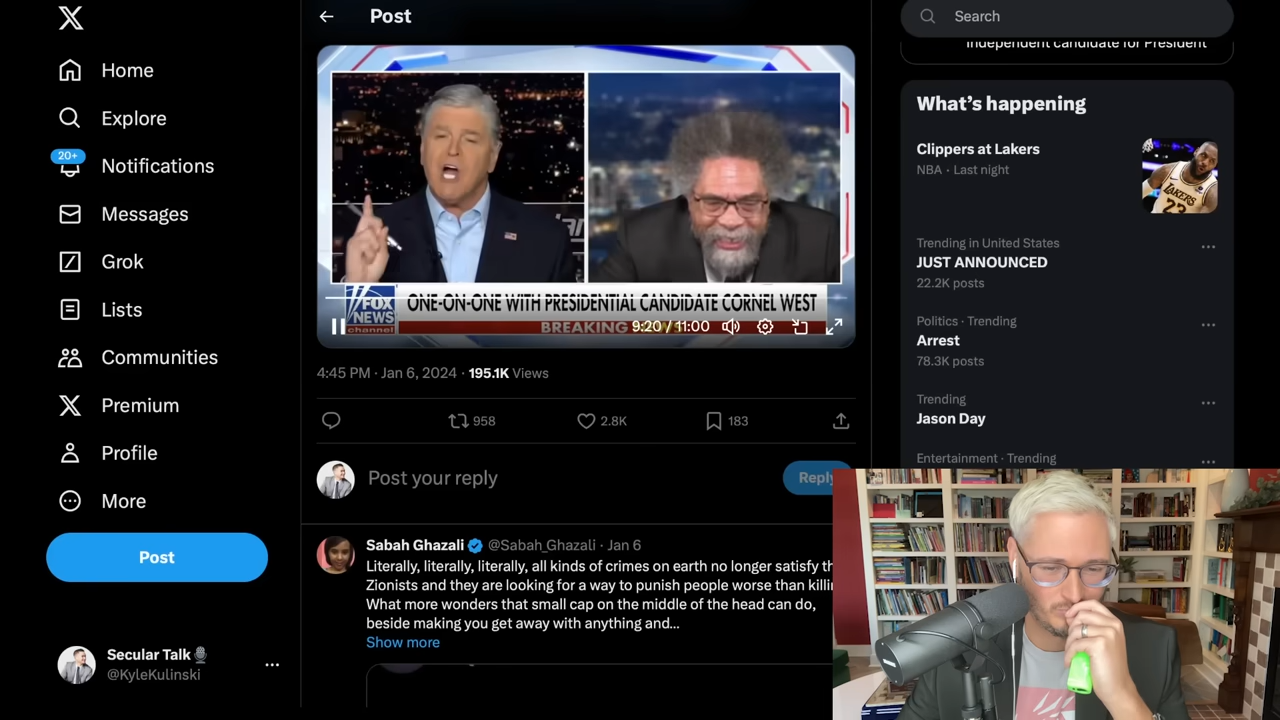 Home
Explore
20+
Notifications
Messages
Grok
Lists
Communities
Premium
Profile
More
Post
Secular Talk
@KyleKulinski
Post
LAKERS
23
FOX
NEWS
channel
ONE-ON-ONE WITH PRESIDENTIAL CANDIDATE CORNEL WEST
BREAKING
9:20 / 11:00
4:45 PM · Jan 6, 2024 · 195.1K Views
958
2.8K
183
Post your reply
Reply
Sabah Ghazali @Sabah_Ghazali · Jan 6
Literally, literally, literally, all kinds of crimes on earth no longer satisfy th
Zionists and they are looking for a way to punish people worse than killi
What more wonders that small cap on the middle of the head can do,
beside making you get away with anything and...
Show more
Search
Independent candidate for President
What's happening
Clippers at Lakers
NBA · Last night
Trending in United States
JUST ANNOUNCED
22.2K posts
Politics · Trending
Arrest
78.3K posts
Trending
Jason Day
Entertainment · Trending